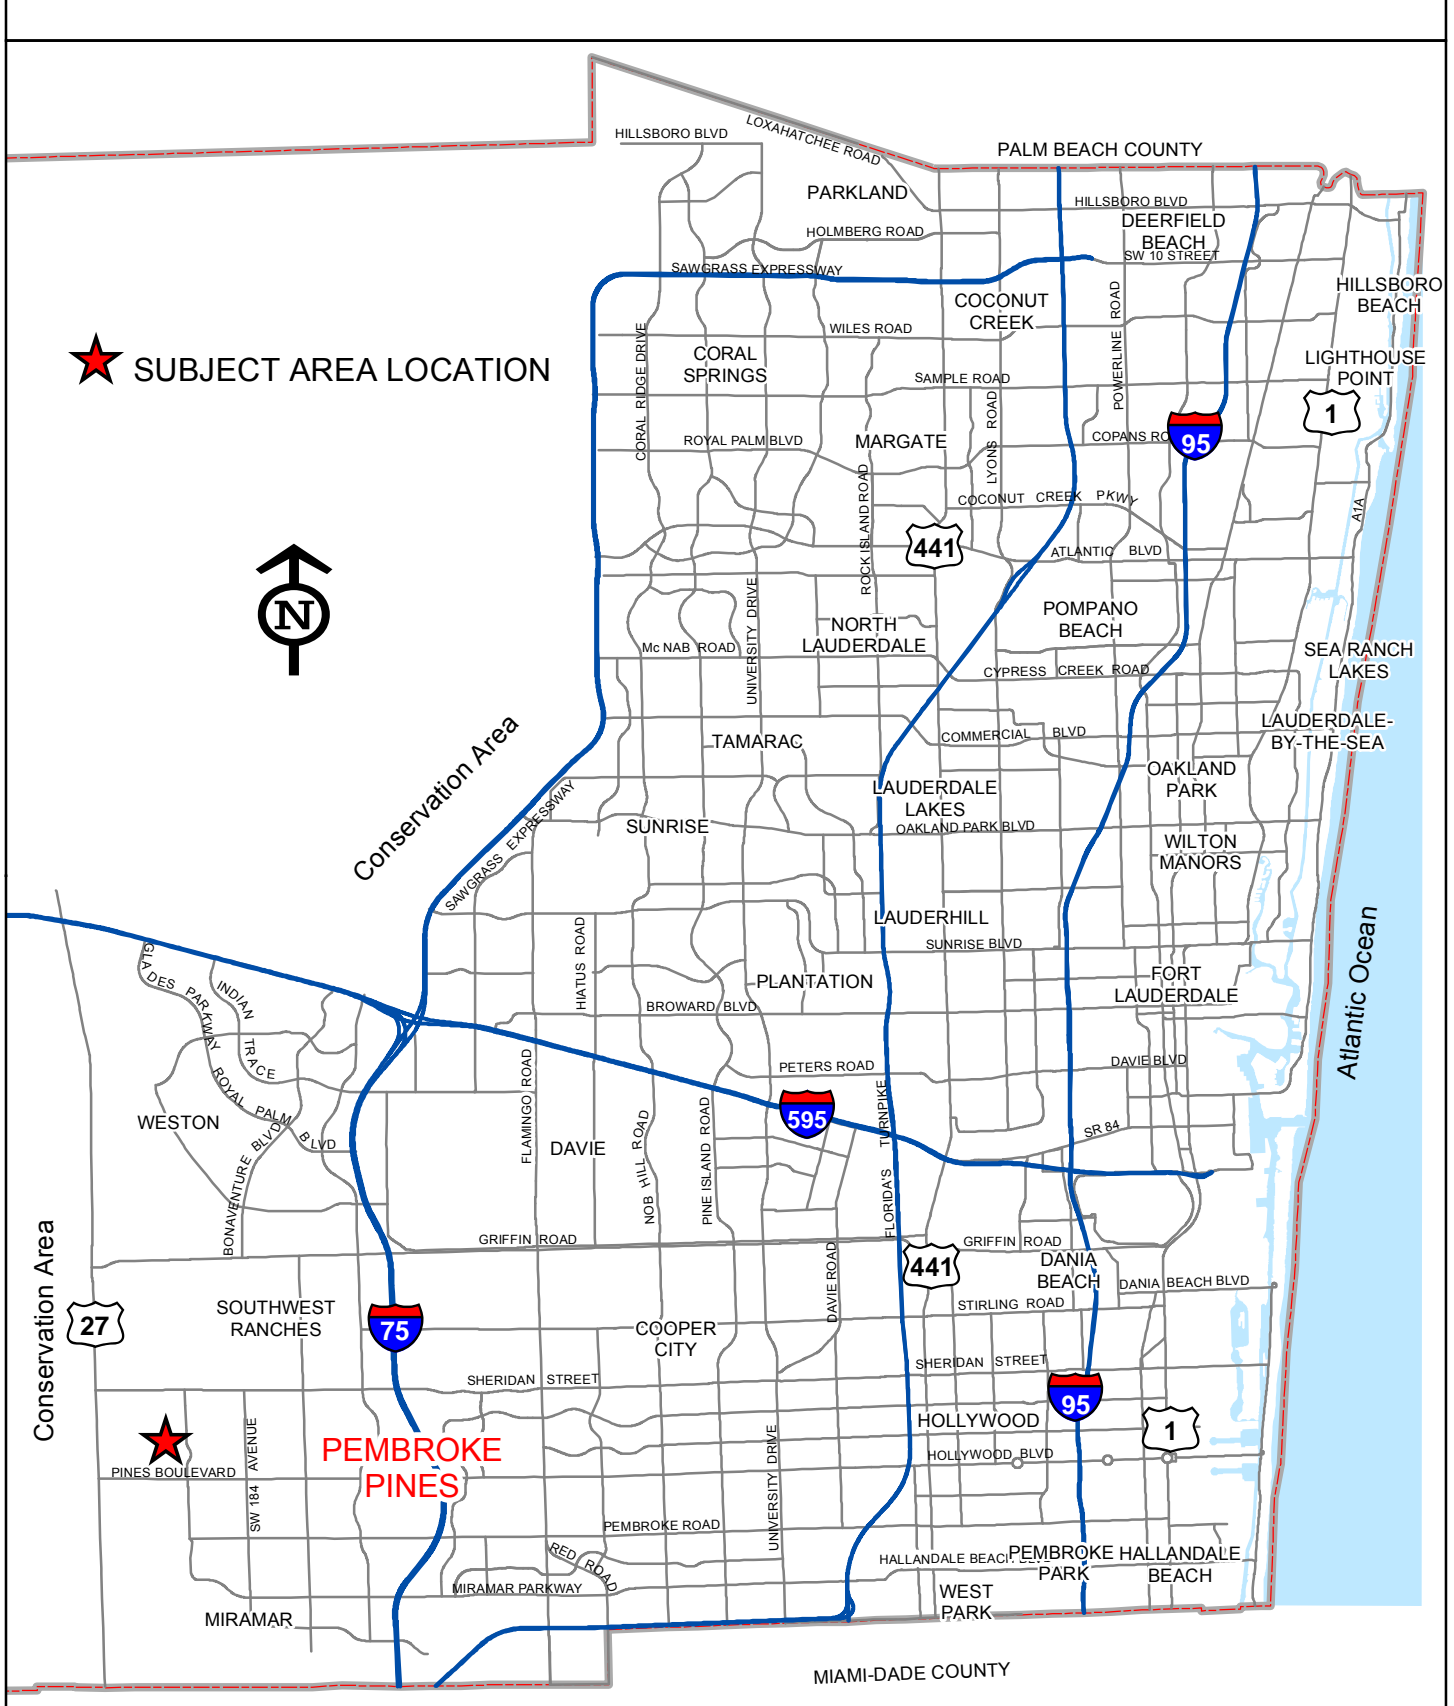 HILLSBORO BLVD
LOXAHATCHEE ROAD
PALM BEACH COUNTY
PARKLAND
HILLSBORO BLVD
DEERFIELD
BEACH
HOLMBERG ROAD
SW 10 STREET
SAWGRASS EXPRESSWAY
HILLSBORO
BEACH
COCONUT
CREEK
POWERLINE ROAD
WILES ROAD
CORAL RIDGE DRIVE
CORAL
SPRINGS
LIGHTHOUSE
POINT
SUBJECT AREA LOCATION
SAMPLE ROAD
LYONS ROAD
1
95
ROYAL PALM BLVD
MARGATE
COPANS RO
ROCK ISLAND ROAD
COCONUT CREEK PKWY
A1A
441
ATLANTIC BLVD
N
UNIVERSITY DRIVE
POMPANO
BEACH
NORTH
LAUDERDALE
Mc NAB ROAD
SEA RANCH
LAKES
CYPRESS CREEK ROAD
LAUDERDALE-
BY-THE-SEA
COMMERCIAL BLVD
TAMARAC
Conservation Area
OAKLAND
PARK
LAUDERDALE
LAKES
SAWGRASS EXPRESSWAY
SUNRISE
OAKLAND PARK BLVD
WILTON
MANORS
LAUDERHILL
HIATUS ROAD
SUNRISE BLVD
Atlantic Ocean
GLADES PARKWAY
INDIAN TRACE
PLANTATION
FORT
LAUDERDALE
BROWARD BLVD
PETERS ROAD
DAVIE BLVD
FLAMINGO ROAD
ROYAL PALM BLVD
595
FLORIDA'S TURNPIKE
WESTON
BONAVENTURE BLVD
DAVIE
NOB HILL ROAD
PINE ISLAND ROAD
SR 84
GRIFFIN ROAD
GRIFFIN ROAD
DAVIE ROAD
441
DANIA
BEACH
DANIA BEACH BLVD
Conservation Area
27
SOUTHWEST
RANCHES
75
STIRLING ROAD
COOPER
CITY
SHERIDAN STREET
SHERIDAN STREET
95
HOLLYWOOD
1
SW 184 AVENUE
PEMBROKE
PINES
UNIVERSITY DRIVE
HOLLYWOOD BLVD
PINES BOULEVARD
PEMBROKE ROAD
RED ROAD
HALLANDALE BEACH
PEMBROKE
PARK
HALLANDALE
BEACH
MIRAMAR PARKWAY
WEST
PARK
MIRAMAR
MIAMI-DADE COUNTY